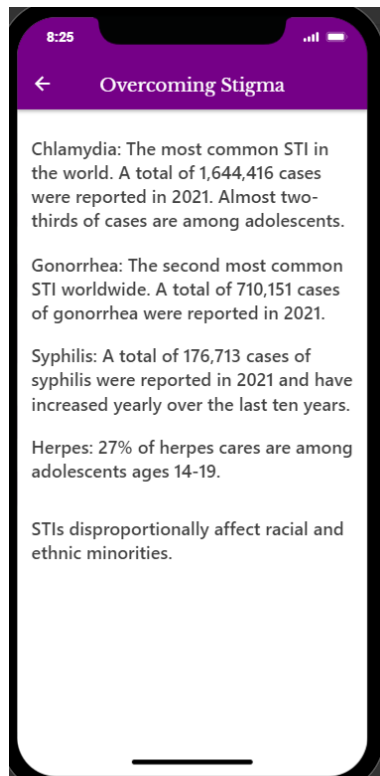 8:25
Overcoming Stigma
Chlamydia: The most common STI in
the world. A total of 1,644,416 cases
were reported in 2021. Almost two-
thirds of cases are among adolescents.
Gonorrhea: The second most common
STI worldwide. A total of 710,151 cases
of gonorrhea were reported in 2021.
Syphilis: A total of 176,713 cases of
syphilis were reported in 2021 and have
increased yearly over the last ten years.
Herpes: 27% of herpes cares are among
adolescents ages 14-19.
STIs disproportionally affect racial and
ethnic minorities.